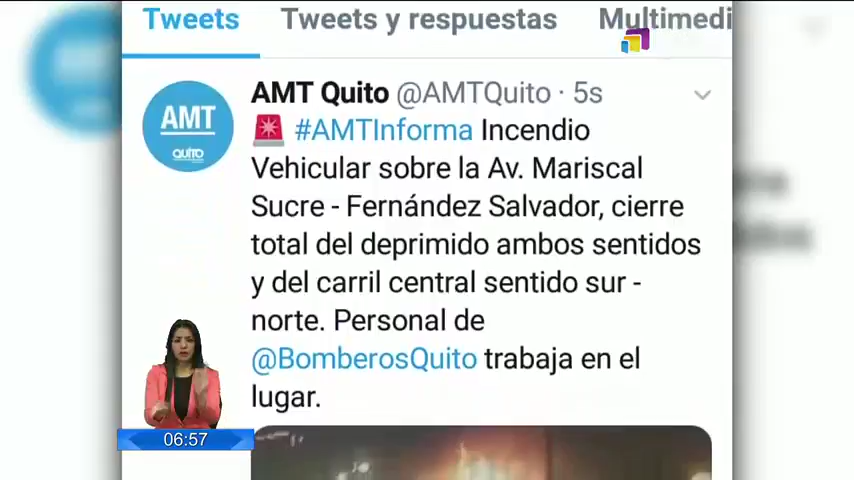 Tweets Tweets y respuestas Multimedi
AMT Quito @AMTQuito · 5s
AMT
QUITO
#AMTInforma Incendio
Vehicular sobre la Av. Mariscal
Sucre - Fernández Salvador, cierre
total del deprimido ambos sentidos
y del carril central sentido sur -
norte. Personal de
@BomberosQuito trabaja en el
lugar.
06:57